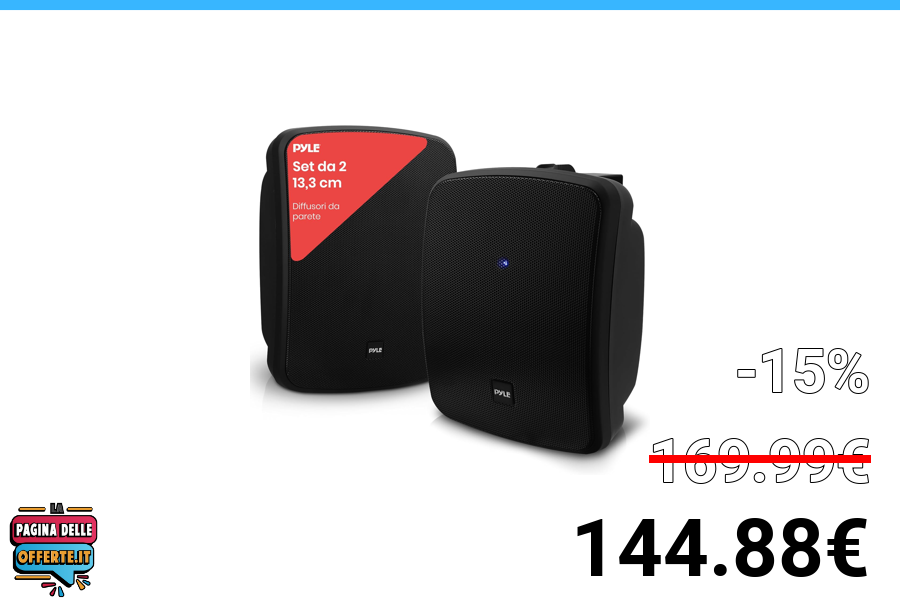 PYLE
Set da 2
13,3 cm
Diffusori da
parete
PYLE
PYLE
-15%
169.99€
144.88€
LA
PAGINA DELLE
OFFERTE.IT